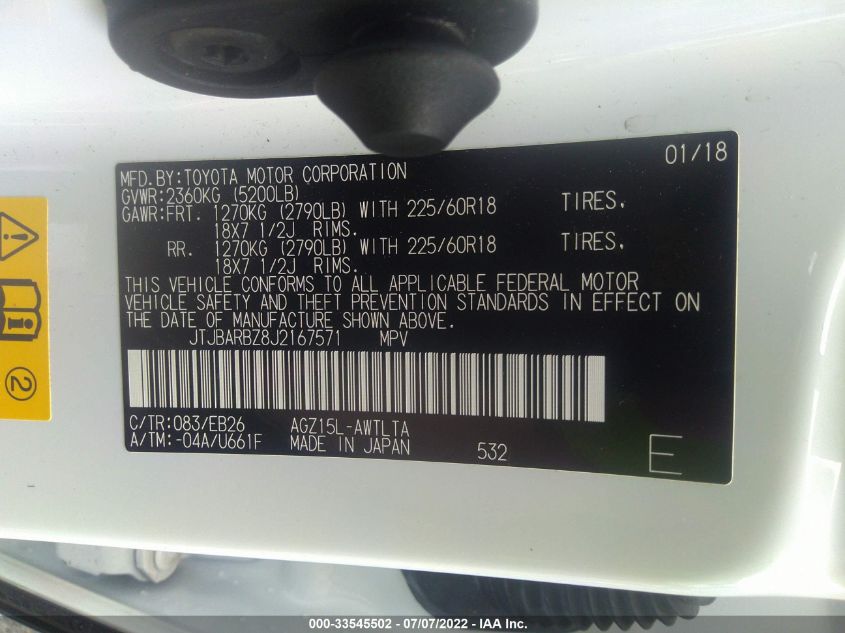 01/18
MFD.BY:TOYOTA MOTOR CORPORATION
GVWR:2360KG (5200LB)
GAWR:FRT. 1270KG (2790LB) WITH 225/60R18 TIRES,
18X7 1/2J RIMS.
RR. 1270KG (2790LB) WITH 225/60R18 TIRES,
18X7 1/2J RIMS.
THIS VEHICLE CONFORMS TO ALL APPLICABLE FEDERAL MOTOR
VEHICLE SAFETY AND THEFT PREVENTION STANDARDS IN EFFECT ON
THE DATE OF MANUFACTURE SHOWN ABOVE.
JTJBARBZ8J2167571 MPV
C/TR:083/EB26 AGZ15L-AWTLTA
A/TM:-04A/U661F MADE IN JAPAN 532 E
2
000-33545502 - 07/07/2022 - IAA Inc.